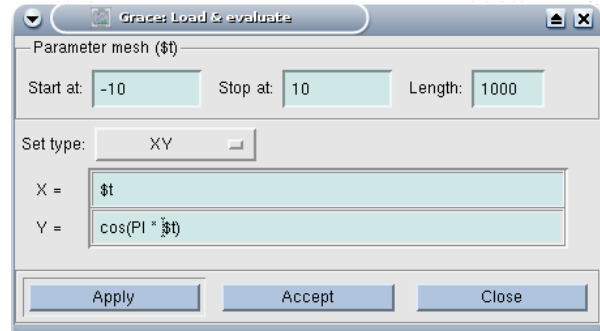 Grace: Load & evaluate
Parameter mesh ($t)
Start at: -10 Stop at: 10 Length: 1000
Set type: XY
X = $t
Y = cos(PI * $t)
Apply Accept Close